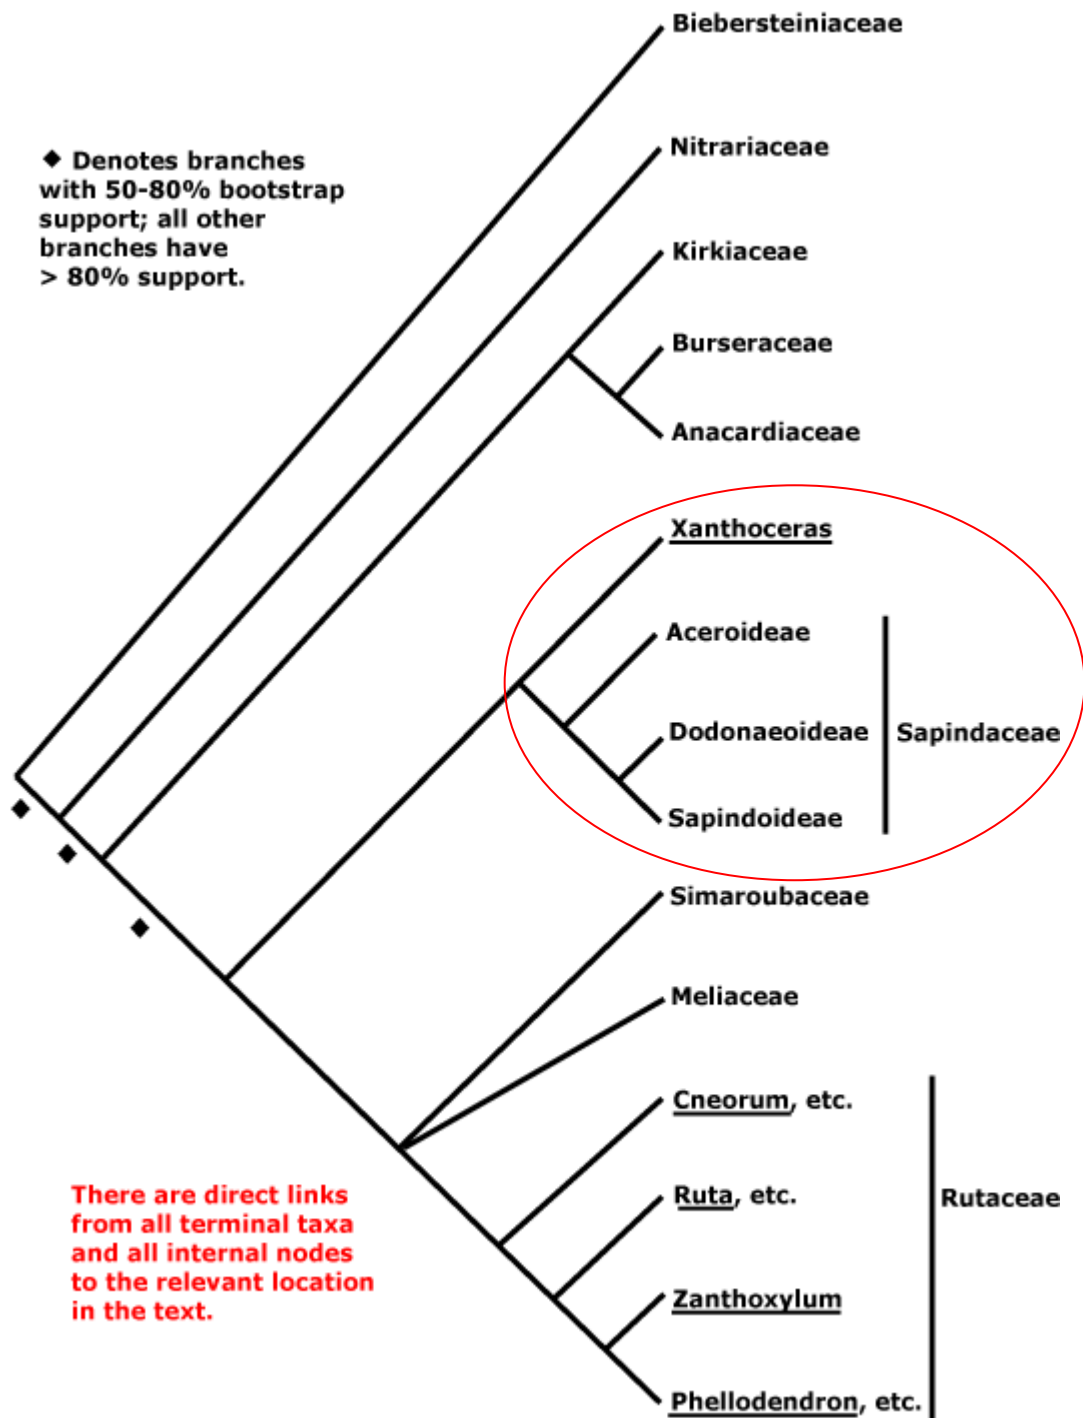 Biebersteiniaceae
◆ Denotes branches
with 50-80% bootstrap
support; all other
branches have
> 80% support.
Nitrariaceae
Kirkiaceae
Burseraceae
Anacardiaceae
Xanthoceras
Aceroideae
Dodonaeoideae
Sapindaceae
Sapindoideae
Simaroubaceae
Meliaceae
Cneorum, etc.
Ruta, etc.
Rutaceae
Zanthoxylum
Phellodendron, etc.
There are direct links
from all terminal taxa
and all internal nodes
to the relevant location
in the text.